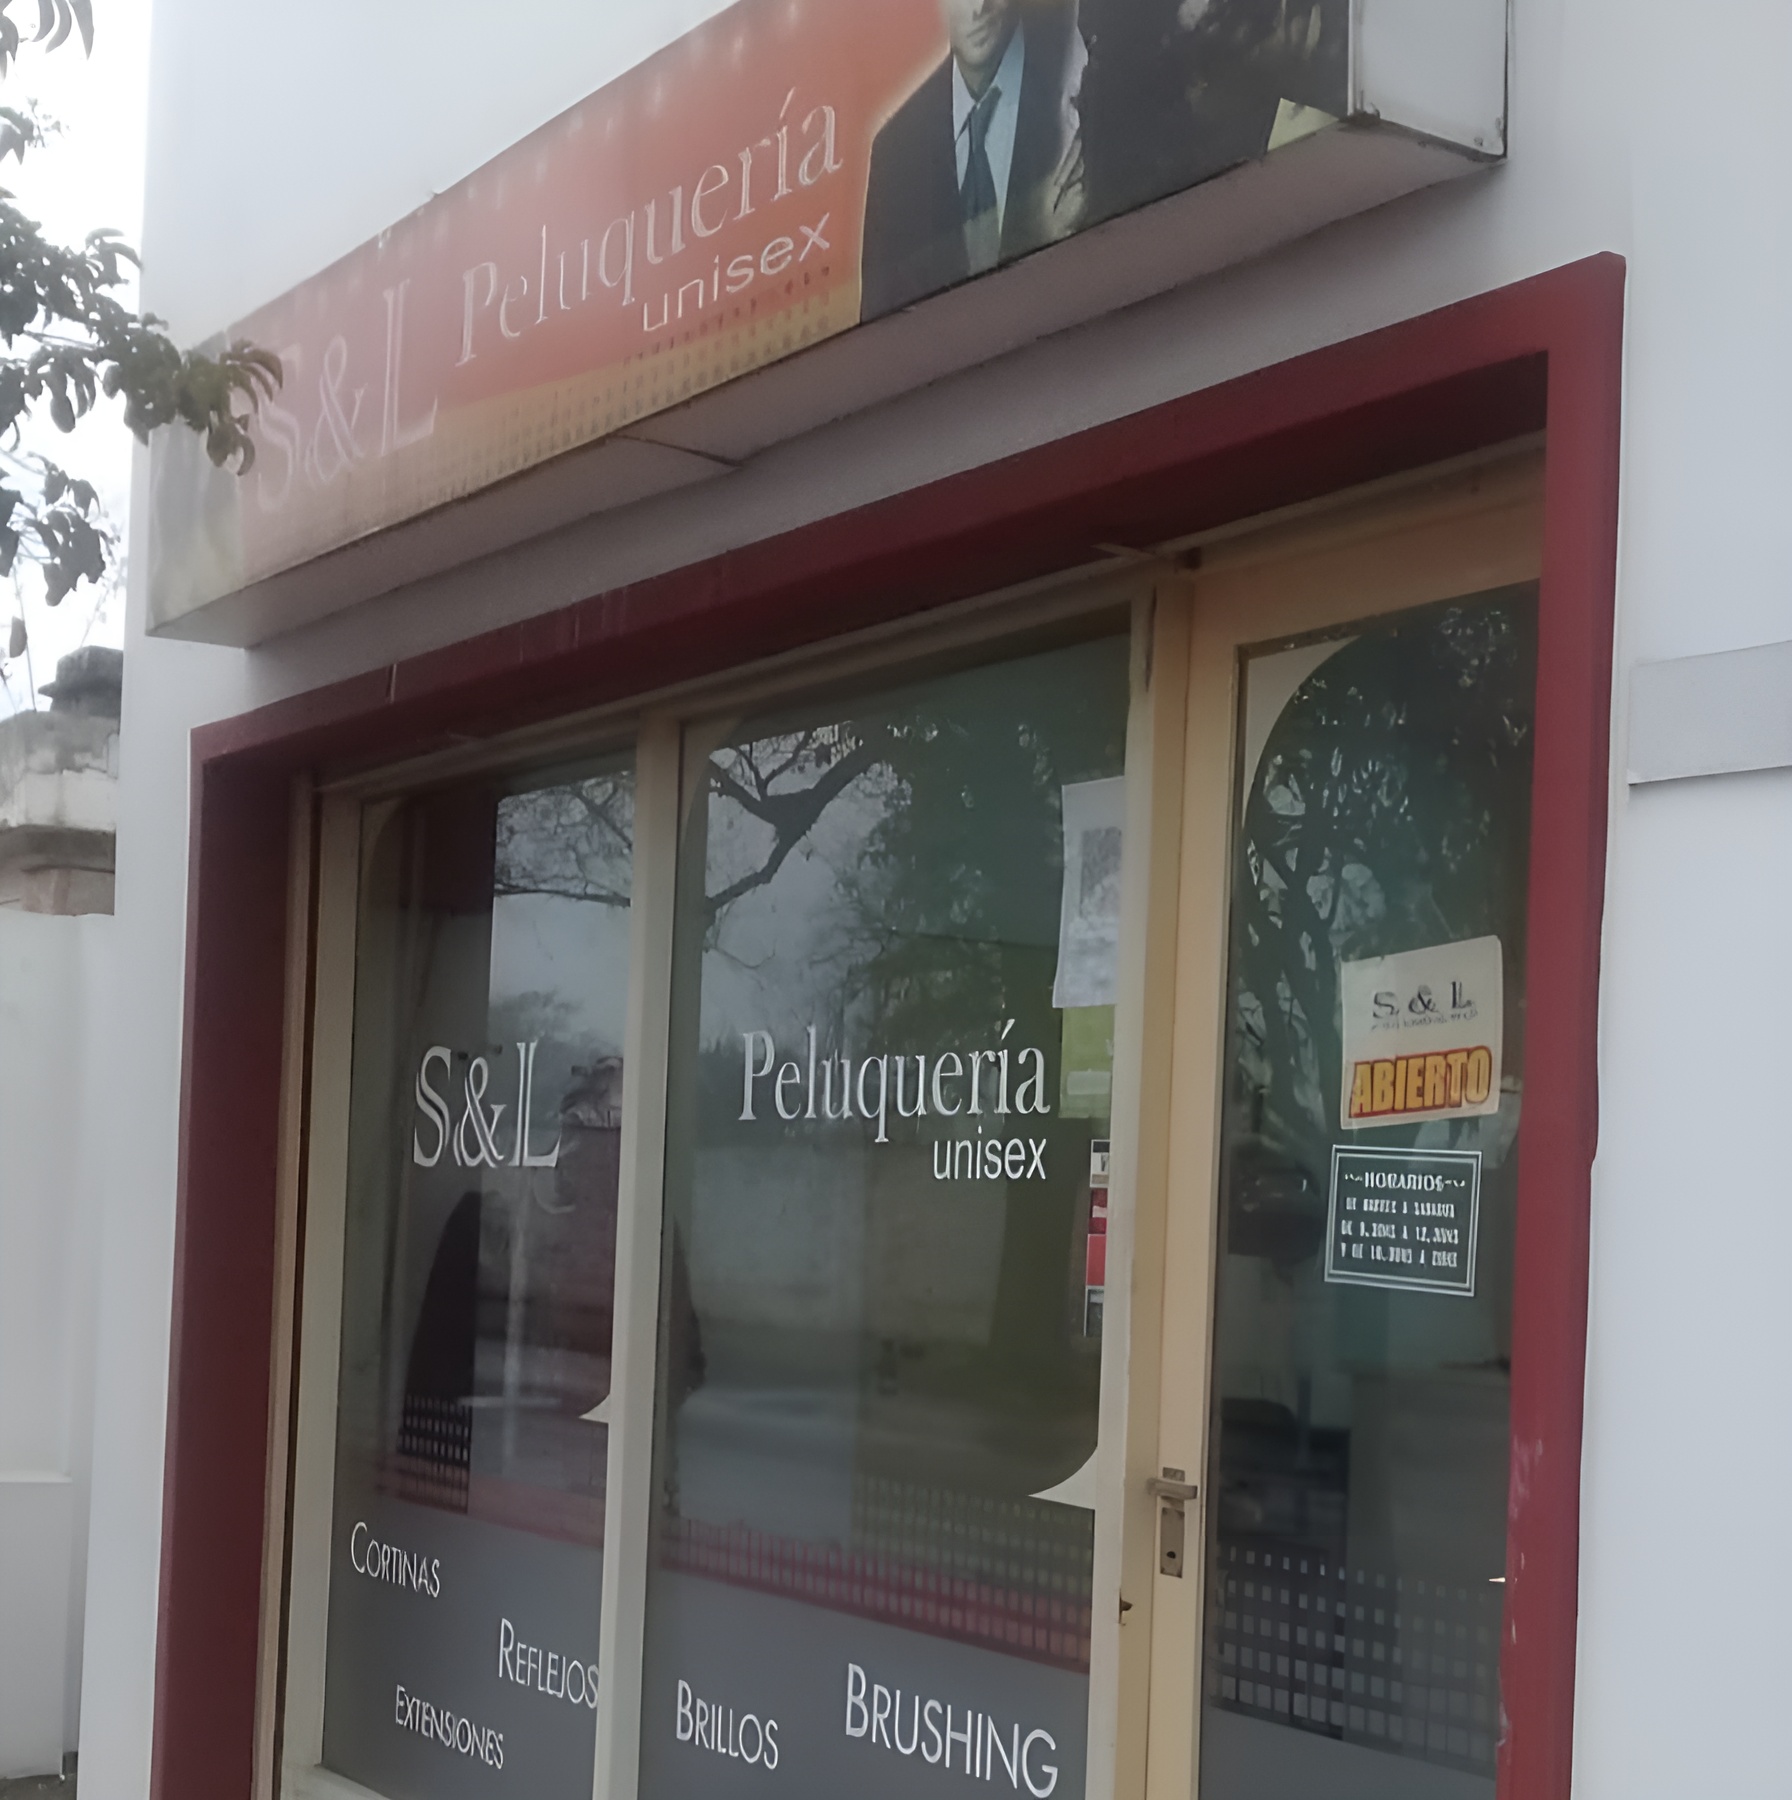 S&L Peluquería
unisex
S&L
Peluquería
unisex
S & L
ABIERTO
HORARIOS
CORTINAS
REFLEJOS
EXTENSIONES
BRILLOS
BRUSHING